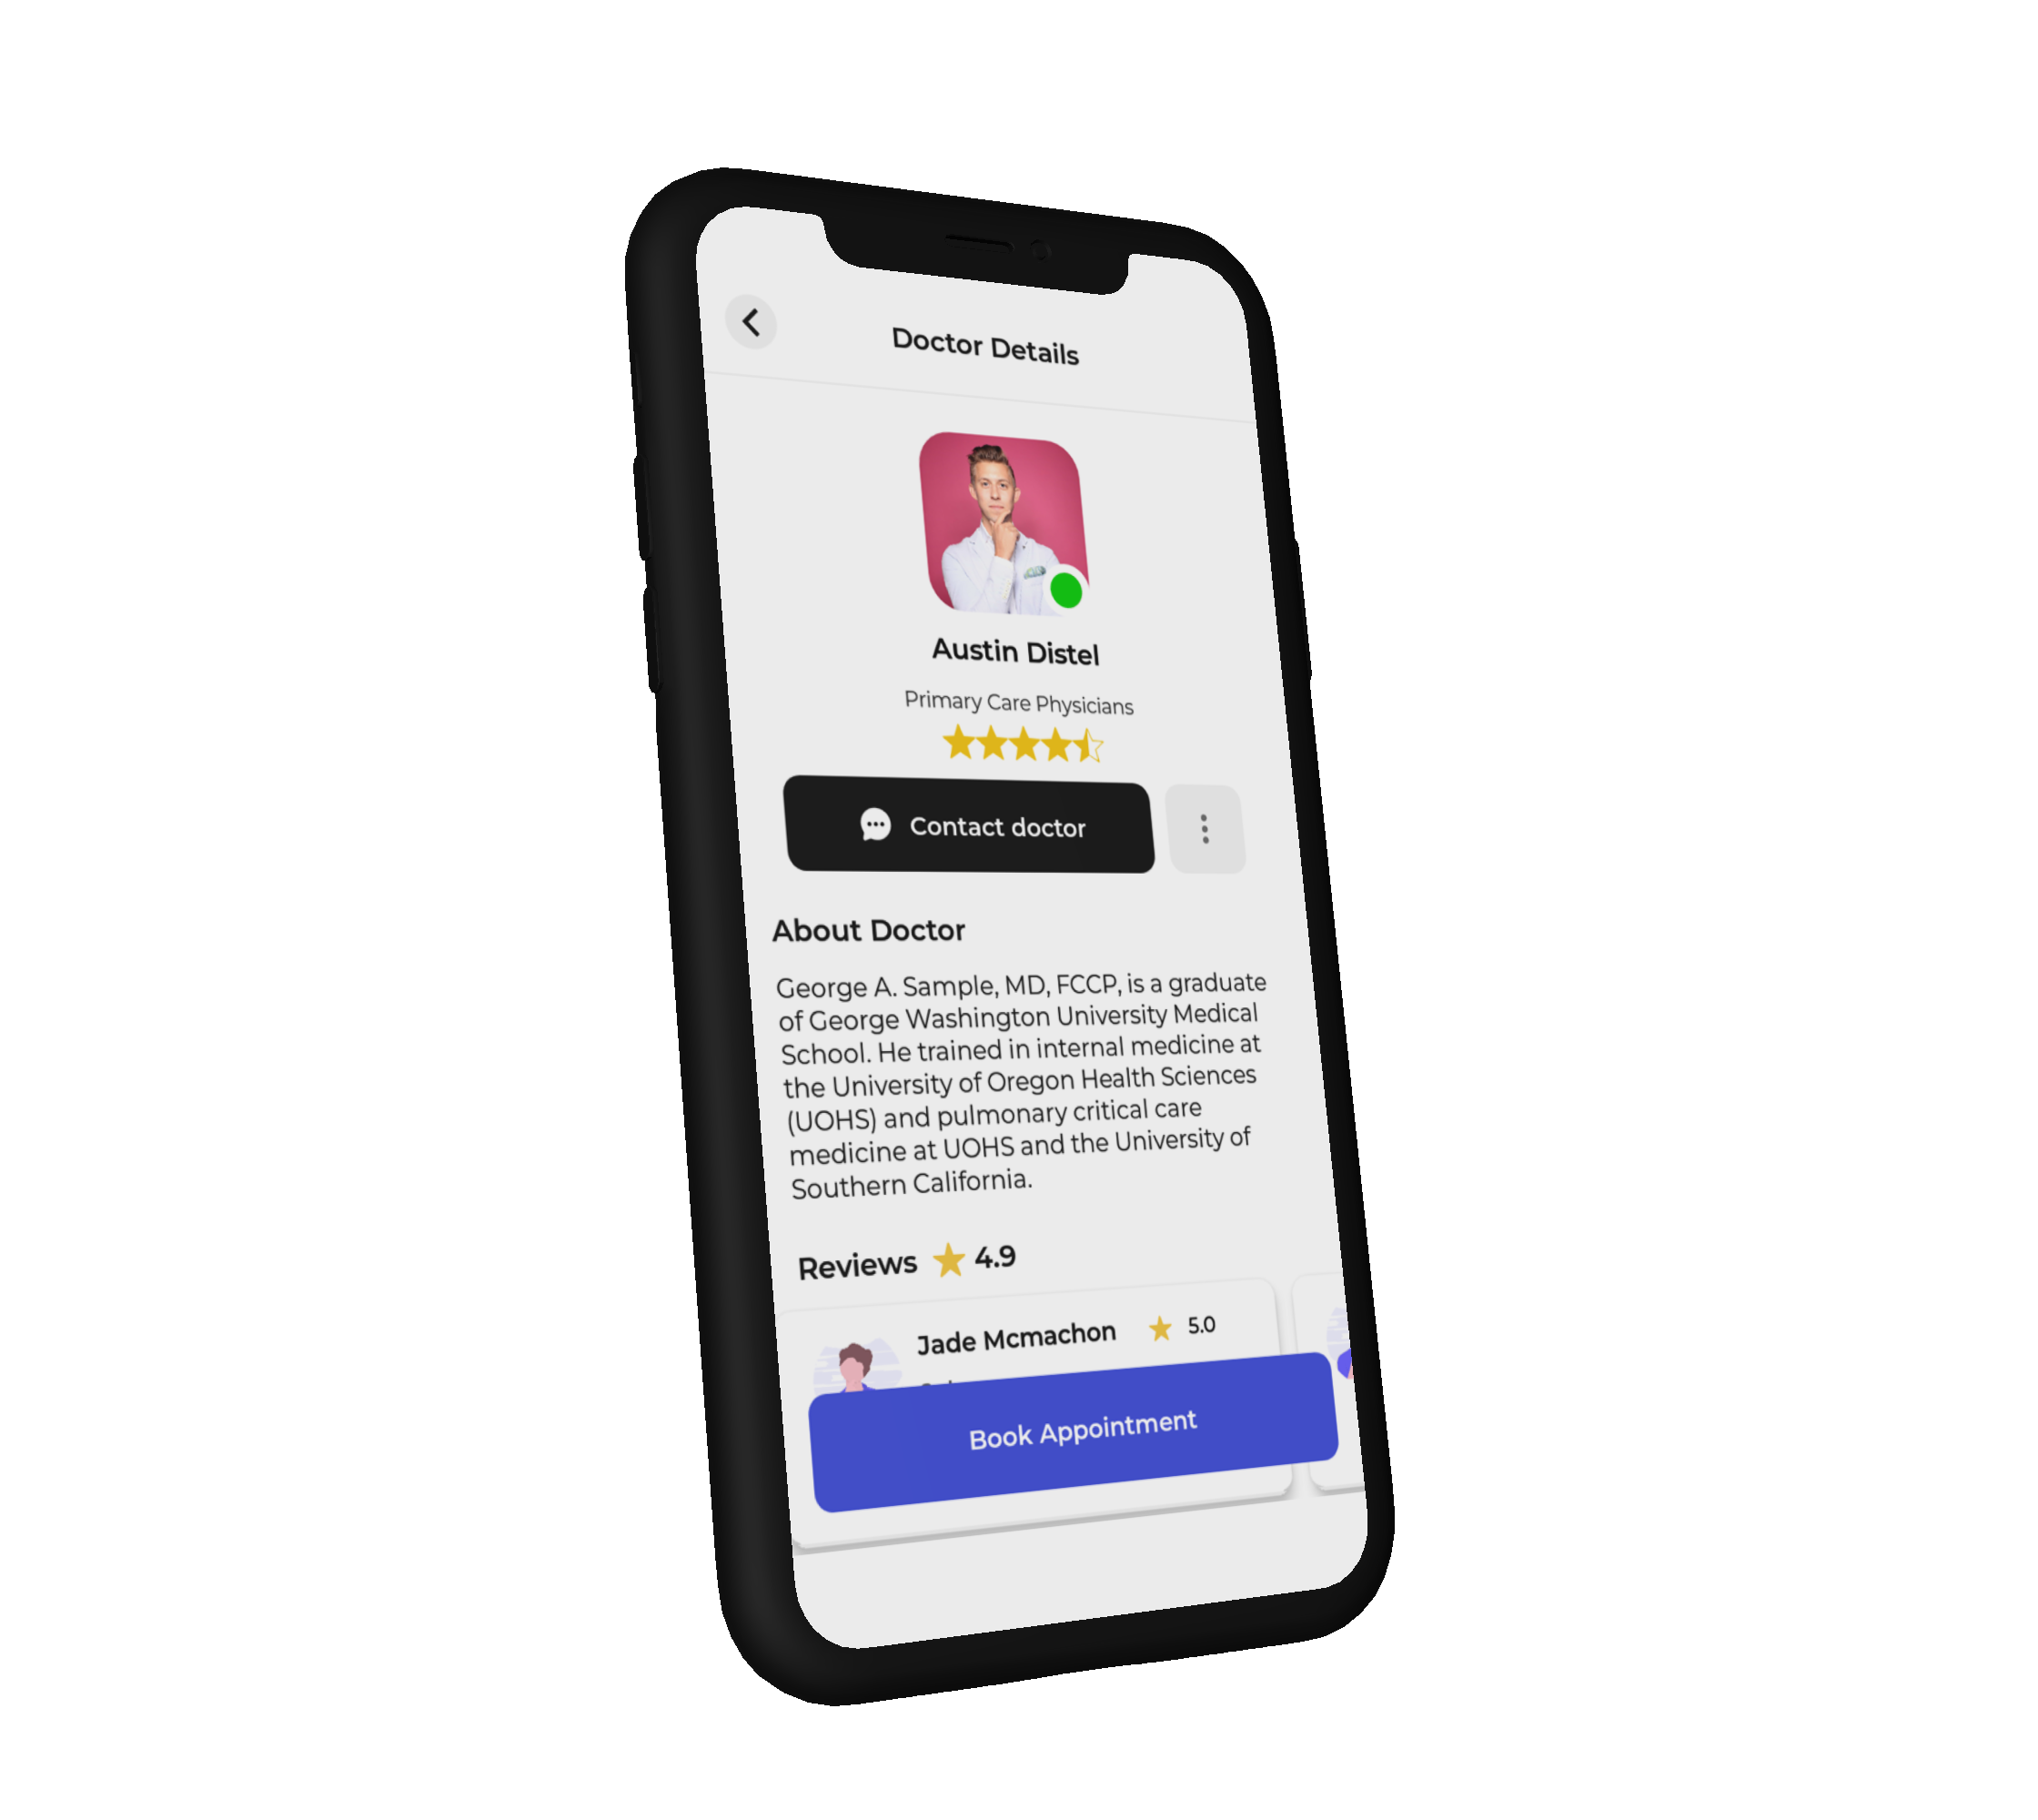 Doctor Details
Austin Distel
Primary Care Physicians
Contact doctor
About Doctor
George A. Sample, MD, FCCP, is a graduate
of George Washington University Medical
School. He trained in internal medicine at
the University of Oregon Health Sciences
(UOHS) and pulmonary critical care
medicine at UOHS and the University of
Southern California.
Reviews 4.9
Jade Mcmachon 5.0
Book Appointment